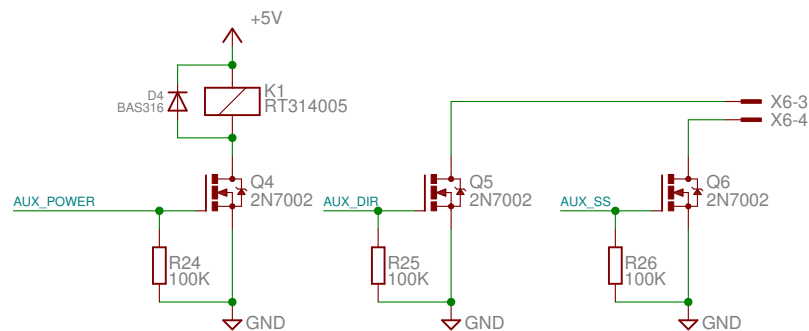 +5V
D4
BAS316
K1
RT314005
X6-3
X6-4
Q4
2N7002
Q5
2N7002
Q6
2N7002
AUX_POWER
AUX_DIR
AUX_SS
R24
100K
R25
100K
R26
100K
GND
GND
GND